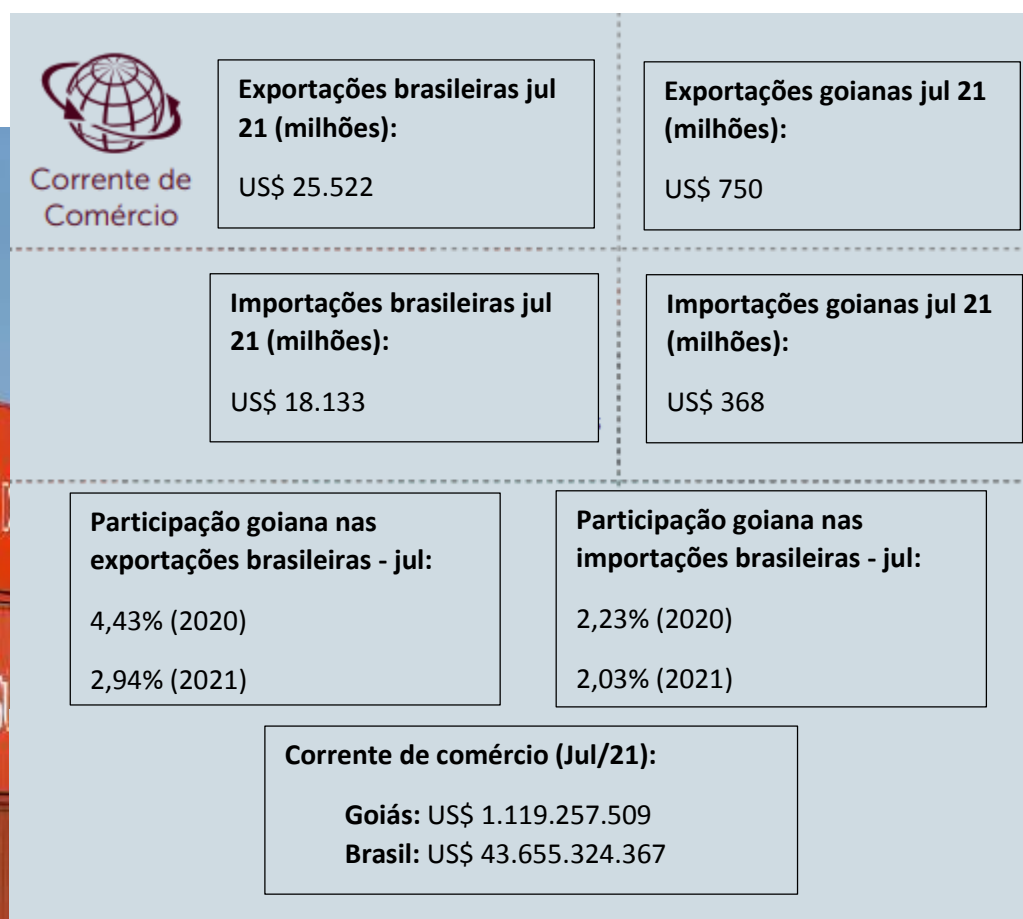 Corrente de
Comércio
Exportações brasileiras jul
21 (milhões):
US$ 25.522
Exportações goianas jul 21
(milhões):
US$ 750
Importações brasileiras jul
21 (milhões):
US$ 18.133
Importações goianas jul 21
(milhões):
US$ 368
Participação goiana nas
exportações brasileiras - jul:
4,43% (2020)
2,94% (2021)
Participação goiana nas
importações brasileiras - jul:
2,23% (2020)
2,03% (2021)
Corrente de comércio (Jul/21):
Goiás: US$ 1.119.257.509
Brasil: US$ 43.655.324.367